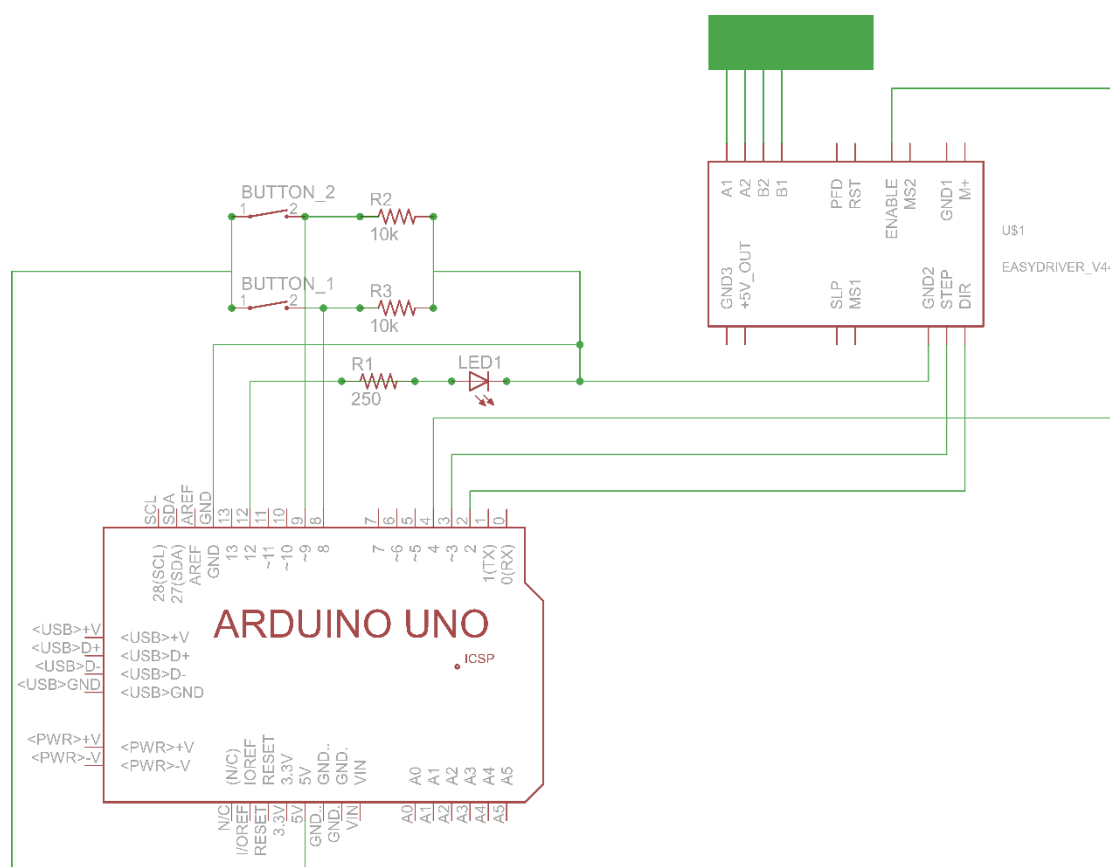 A1
A2
B2
B1
PFD
RST
ENABLE
MS2
GND1
M+
U$1
EASYDRIVER_V44
GND3
+5V_OUT
SLP
MS1
GND2
STEP
DIR
BUTTON_2
1
2
R2
10k
BUTTON_1
1
2
R3
10k
R1
250
LED1
SCL
SDA
AREF
GND
13
12
11
10
9
8
7
6
5
4
3
2
1
0
28(SCL)
27(SDA)
AREF
GND
13
12
~11
~10
~9
8
7
~6
~5
4
~3
2
1(TX)
0(RX)
ARDUINO UNO
ICSP
<USB>+V
<USB>D+
<USB>D-
<USB>GND
<USB>+V
<USB>D+
<USB>D-
<USB>GND
<PWR>+V
<PWR>-V
<PWR>+V
<PWR>-V
(N/C)
IOREF
RESET
3.3V
5V
GND..
GND.
VIN
A0
A1
A2
A3
A4
A5
N/C
I/OREF
RESET
3.3V
5V
GND..
GND.
VIN
A0
A1
A2
A3
A4
A5